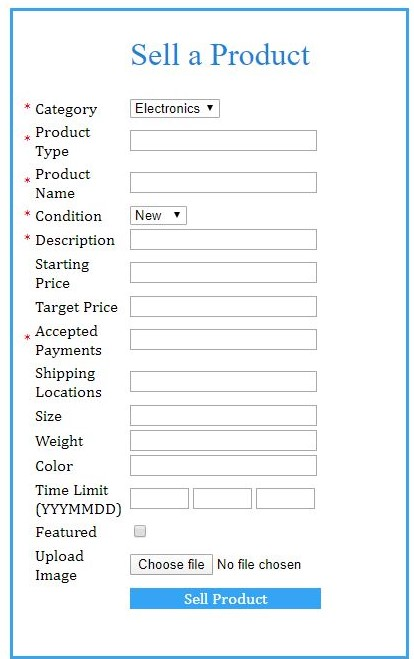 Sell a Product
* Category Electronics ▼
* Product
Type
* Product
Name
* Condition New ▼
* Description
Starting
Price
Target Price
* Accepted
Payments
Shipping
Locations
Size
Weight
Color
Time Limit
(YYYMMDD)
Featured
Upload
Image
Choose file No file chosen
Sell Product